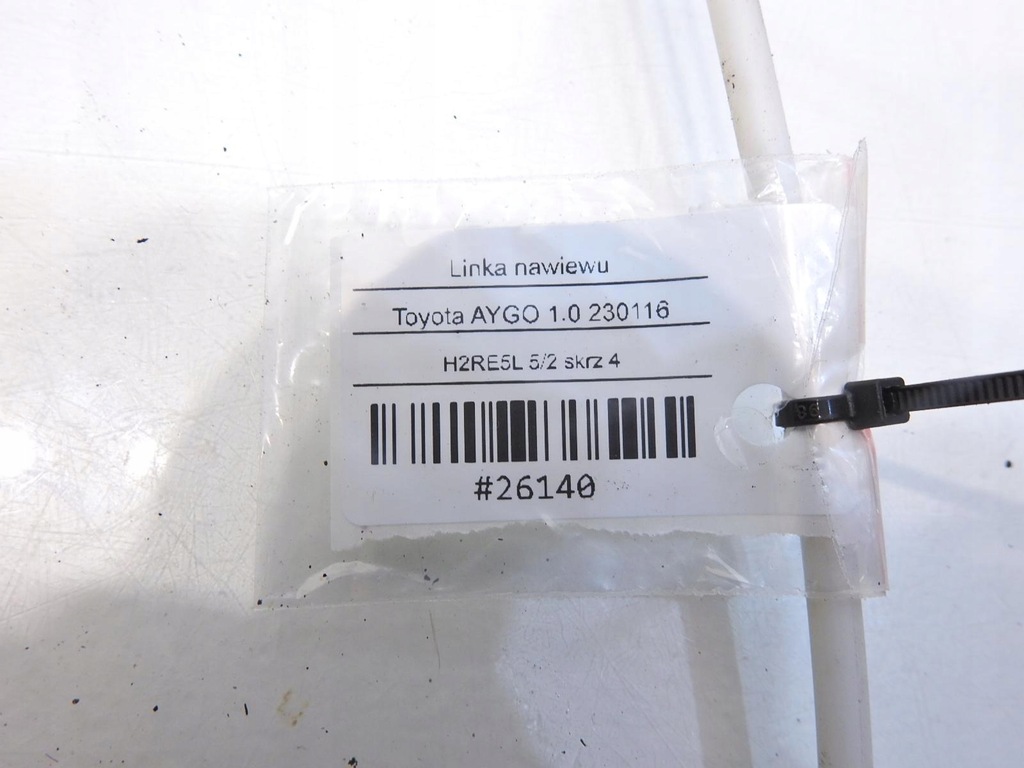 Linka nawiewu
Toyota AYGO 1.0 230116
H2RE5L 5/2 skrz 4
#26140